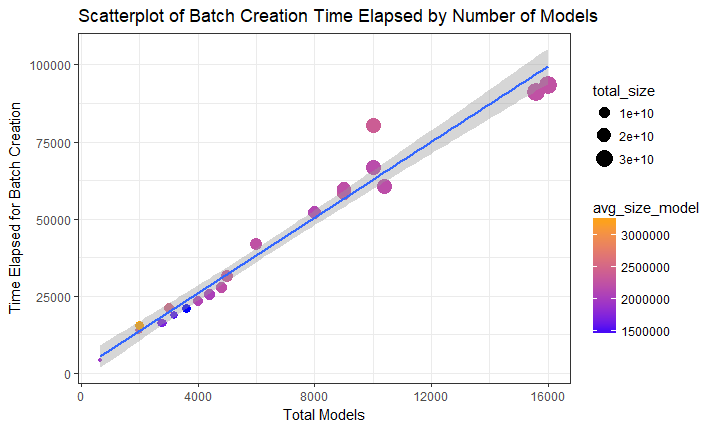 Scatterplot of Batch Creation Time Elapsed by Number of Models
Time Elapsed for Batch Creation
100000
75000
50000
25000
0
0 4000 8000 12000 16000
Total Models
total_size
1e+10
2e+10
3e+10
avg_size_model
3000000
2500000
2000000
1500000